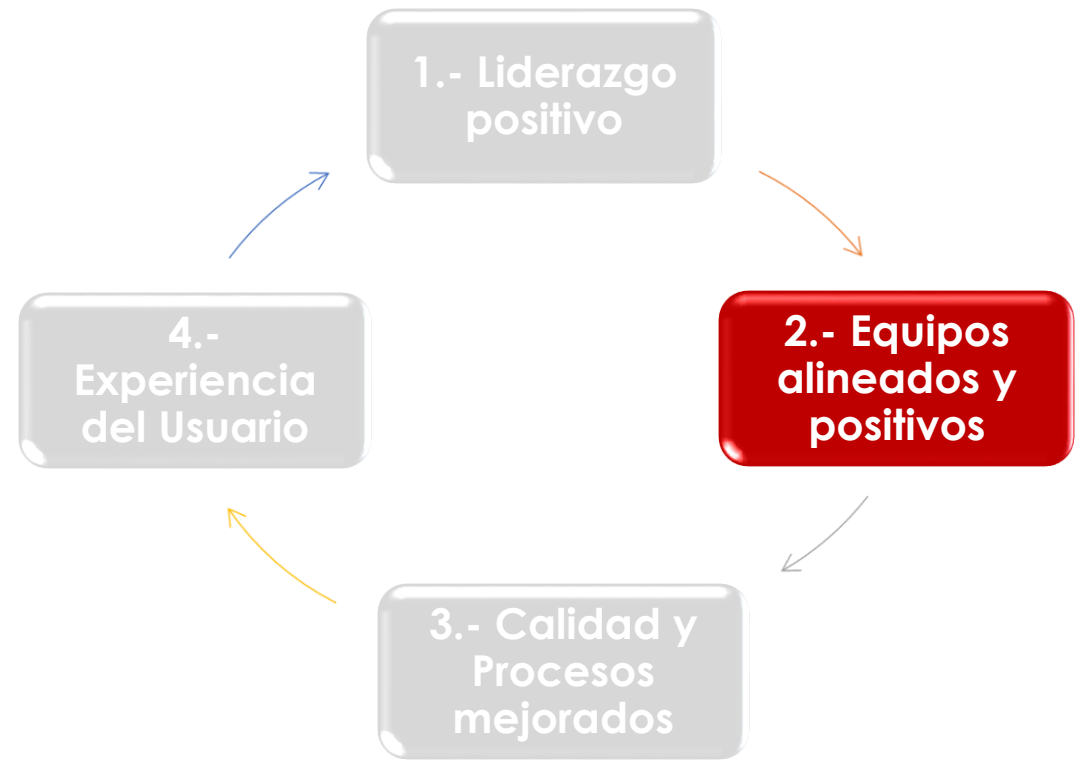 1.- Liderazgo
positivo
2.- Equipos
alineados y
positivos
3.- Calidad y
Procesos
mejorados
4.-
Experiencia
del Usuario